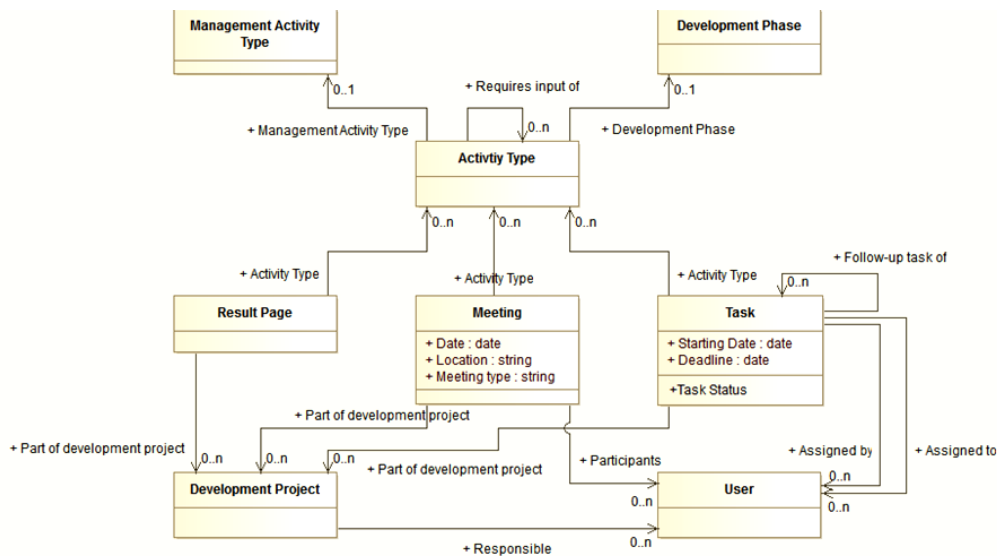 Management Activity
Type
Development Phase
+ Requires input of
0..1
0..1
+ Management Activity Type
0..n
+ Development Phase
Activtiy Type
0..n
0..n
0..n
+ Follow-up task of
+ Activity Type
+ Activity Type
+ Activity Type
0..n
Result Page
Meeting
Task
+ Date : date
+ Location : string
+ Meeting type : string
+ Starting Date : date
+ Deadline : date
+Task Status
+ Part of development project
+ Part of development project
+ Assigned by
+ Assigned to
0..n
0..n
0..n
+ Part of development project
+ Participants
Development Project
User
0..n
0..n
0..n
0..n
+ Responsible